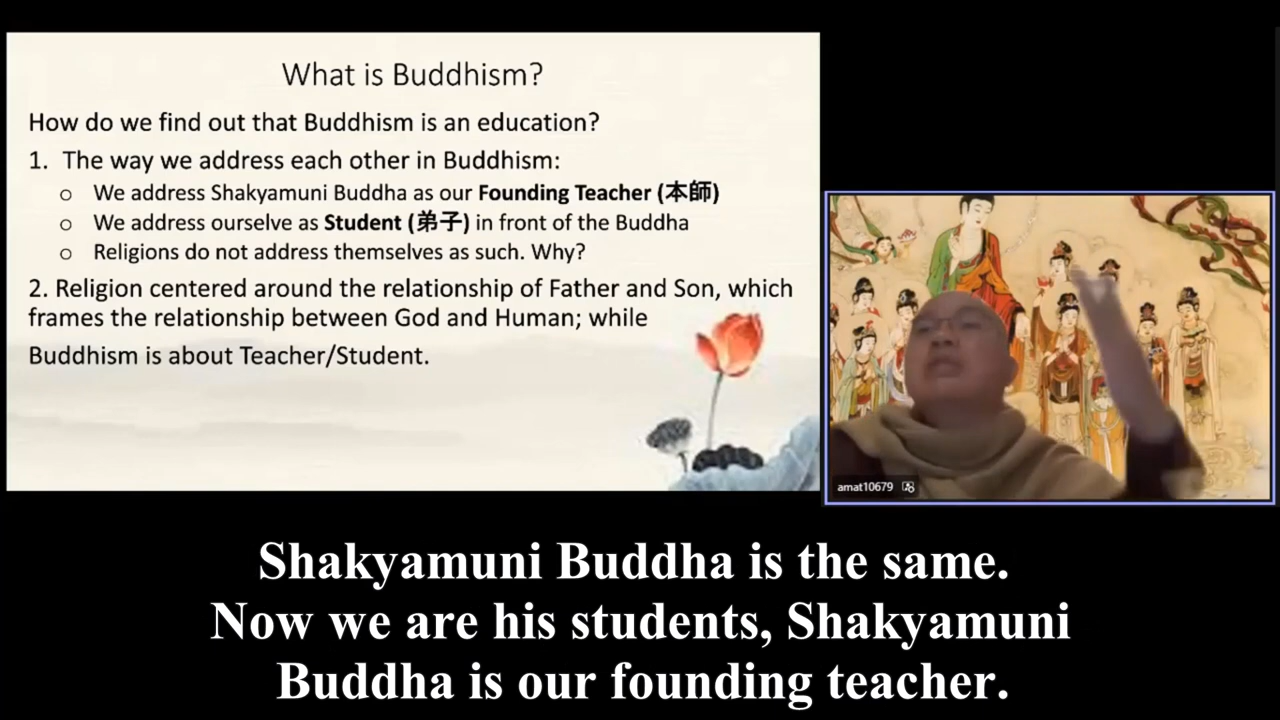 What is Buddhism?
How do we find out that Buddhism is an education?
1. The way we address each other in Buddhism:
o We address Shakyamuni Buddha as our Founding Teacher (本師)
o We address ourselve as Student (弟子) in front of the Buddha
o Religions do not address themselves as such. Why?
2. Religion centered around the relationship of Father and Son, which
frames the relationship between God and Human; while
Buddhism is about Teacher/Student.
amat10679
Shakyamuni Buddha is the same.
Now we are his students, Shakyamuni
Buddha is our founding teacher.